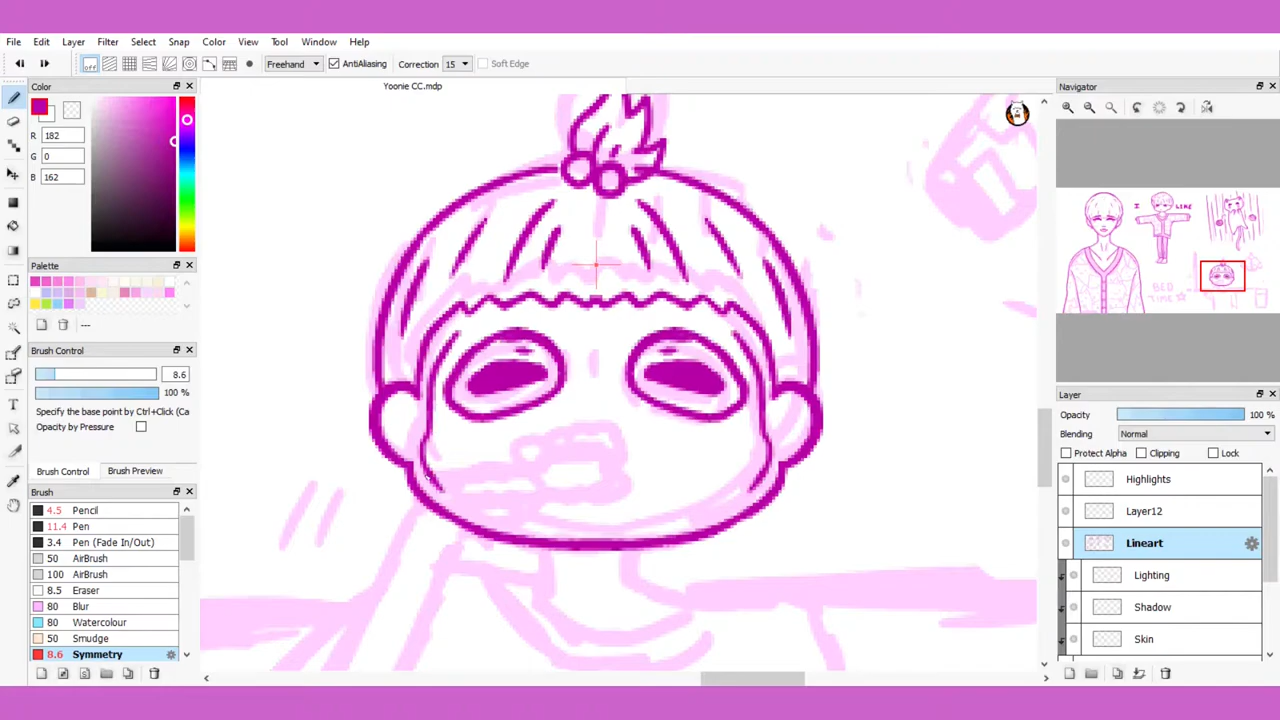 File Edit Layer Filter Select Snap Color View Tool Window Help
off Freehand AntiAliasing Correction 15 Soft Edge
Color
Yoonie CC.mdp
Navigator
R 182
G 0
B 162
Palette
---
I LIKE
BED
TIME
Brush Control
8.6
100 %
Specify the base point by Ctrl+Click (Ca
Opacity by Pressure
Brush Control Brush Preview
Brush
4.5 Pencil
11.4 Pen
3.4 Pen (Fade In/Out)
50 AirBrush
100 AirBrush
8.5 Eraser
80 Blur
80 Watercolour
50 Smudge
8.6 Symmetry
Layer
Opacity 100 %
Blending Normal
Protect Alpha Clipping Lock
Highlights
Layer12
Lineart
Lighting
Shadow
Skin